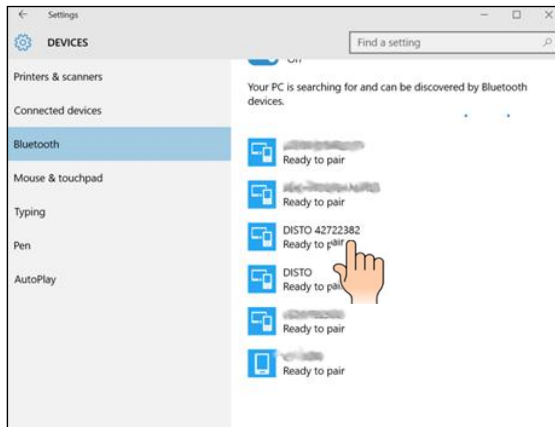 Settings
DEVICES
Find a setting
Printers & scanners
Connected devices
Bluetooth
Mouse & touchpad
Typing
Pen
AutoPlay
Your PC is searching for and can be discovered by Bluetooth
devices.
Ready to pair
Ready to pair
DISTO 42722382
Ready to pair
DISTO
Ready to
Ready to pair
Ready to pair